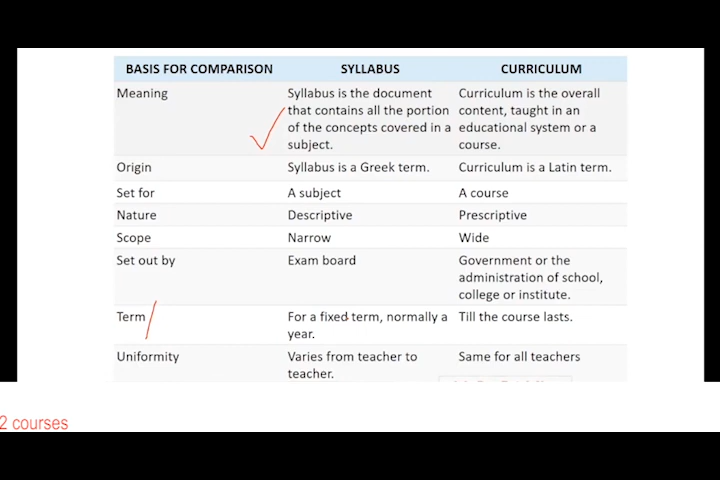 BASIS FOR COMPARISON SYLLABUS CURRICULUM
Meaning Syllabus is the document Curriculum is the overall
that contains all the portion content, taught in an
of the concepts covered in a educational system or a
subject. course.
Origin Syllabus is a Greek term. Curriculum is a Latin term.
Set for A subject A course
Nature Descriptive Prescriptive
Scope Narrow Wide
Set out by Exam board Government or the
administration of school,
college or institute.
Term For a fixed term, normally a Till the course lasts.
year.
Uniformity Varies from teacher to Same for all teachers
teacher.
2 courses